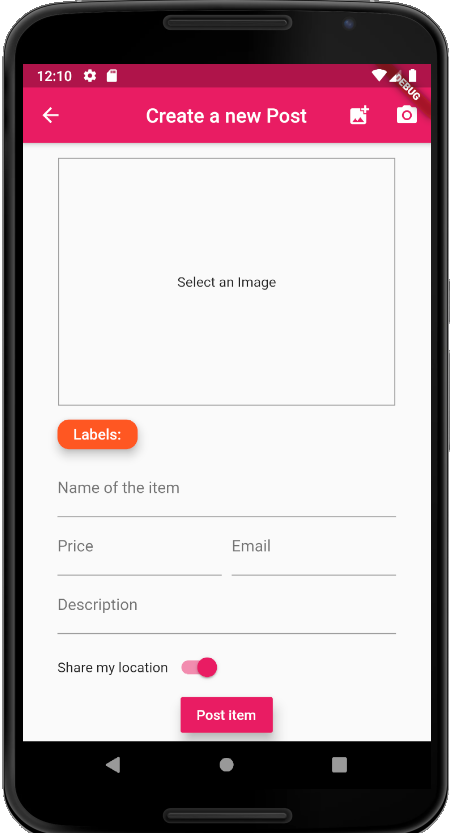 12:10
DEBUG
Create a new Post
Select an Image
Labels:
Name of the item
Price Email
Description
Share my location
Post item